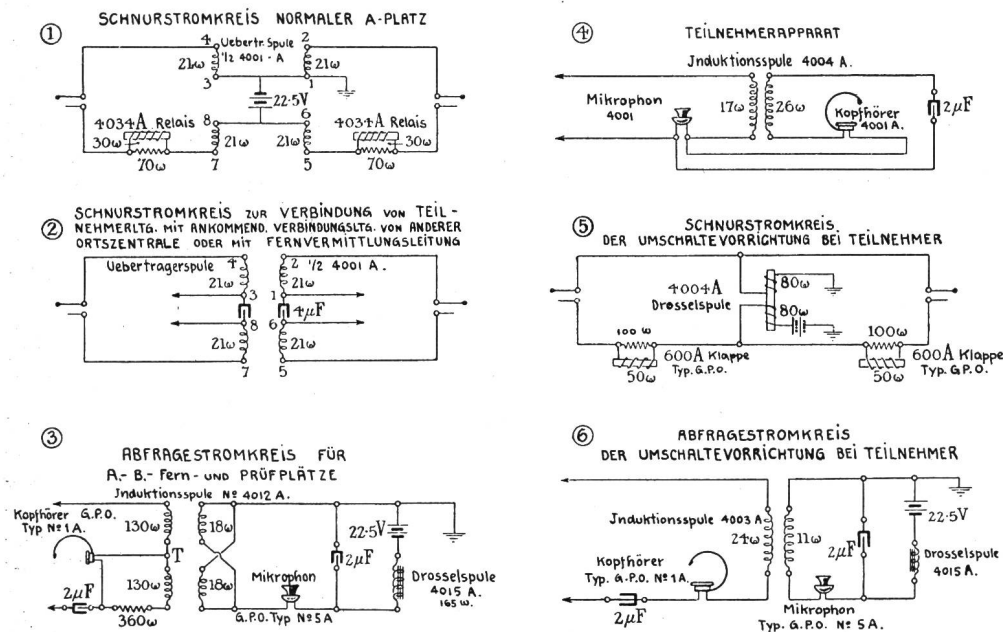 ①
SCHNURSTROMKREIS NORMALER A-PLATZ
4
Uebertr. Spule
2
½ 4001-A
21ω
21ω
3
1
22·5V
8
6
4034A Relais
4034A Relais
30ω
21ω
21ω
30ω
70ω
7
5
70ω
②
SCHNURSTROMKREIS ZUR VERBINDUNG VON TEIL-
NEHMERLTG. MIT ANKOMMEND. VERBINDUNGSLTG. VON ANDERER
ORTSZENTRALE ODER MIT FERNVERMITTLUNGSLEITUNG
Uebertragerspule
4
2
½ 4001 A.
21ω
21ω
3
1
4µF
8
6
21ω
21ω
7
5
③
ABFRAGESTROMKREIS FÜR
A.- B.- Fern- UND PRÜFPLÄTZE
Jnduktionsspule Nº 4012 A.
Kopfhörer G.P.O.
Typ Nº 1A.
130ω
18ω
22·5V
T
2µF
130ω
18ω
Mikrophon
Drosselspule
4015 A.
165 ω.
2µF
360ω
G.P.O. Typ Nº 5A
④
TEILNEHMERAPPARAT
Jnduktionsspule 4004 A.
Mikrophon
4001
17ω
26ω
Kopfhörer
4001 A.
2µF
⑤
SCHNURSTROMKREIS
DER UMSCHALTEVORRICHTUNG BEI TEILNEHMER
4004A
Drosselspule
80ω
80ω
100 ω
100ω
600A Klappe
Typ. G.P.O.
600A Klappe
Typ. G.P.O.
50ω
50ω
⑥
ABFRAGESTROMKREIS
DER UMSCHALTEVORRICHTUNG BEI TEILNEHMER
Jnduktionsspule 4003 A
24ω
11ω
22·5V
2µF
Kopfhörer
Typ. G.P.O. Nº 1A.
Drosselspule
4015 A.
2µF
Mikrophon
Typ. G.P.O. Nº 5A.